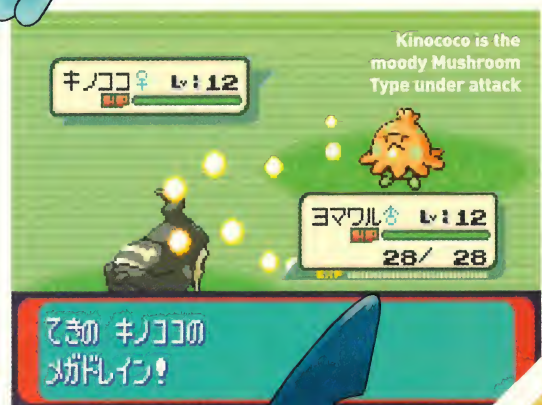 Kinococo is the
moody Mushroom
Type under attack
キノココ♀ Lv:12
HP
ヨマワル♂ Lv:12
HP
28/ 28
EXP
てきの キノココの
メガドレイン!